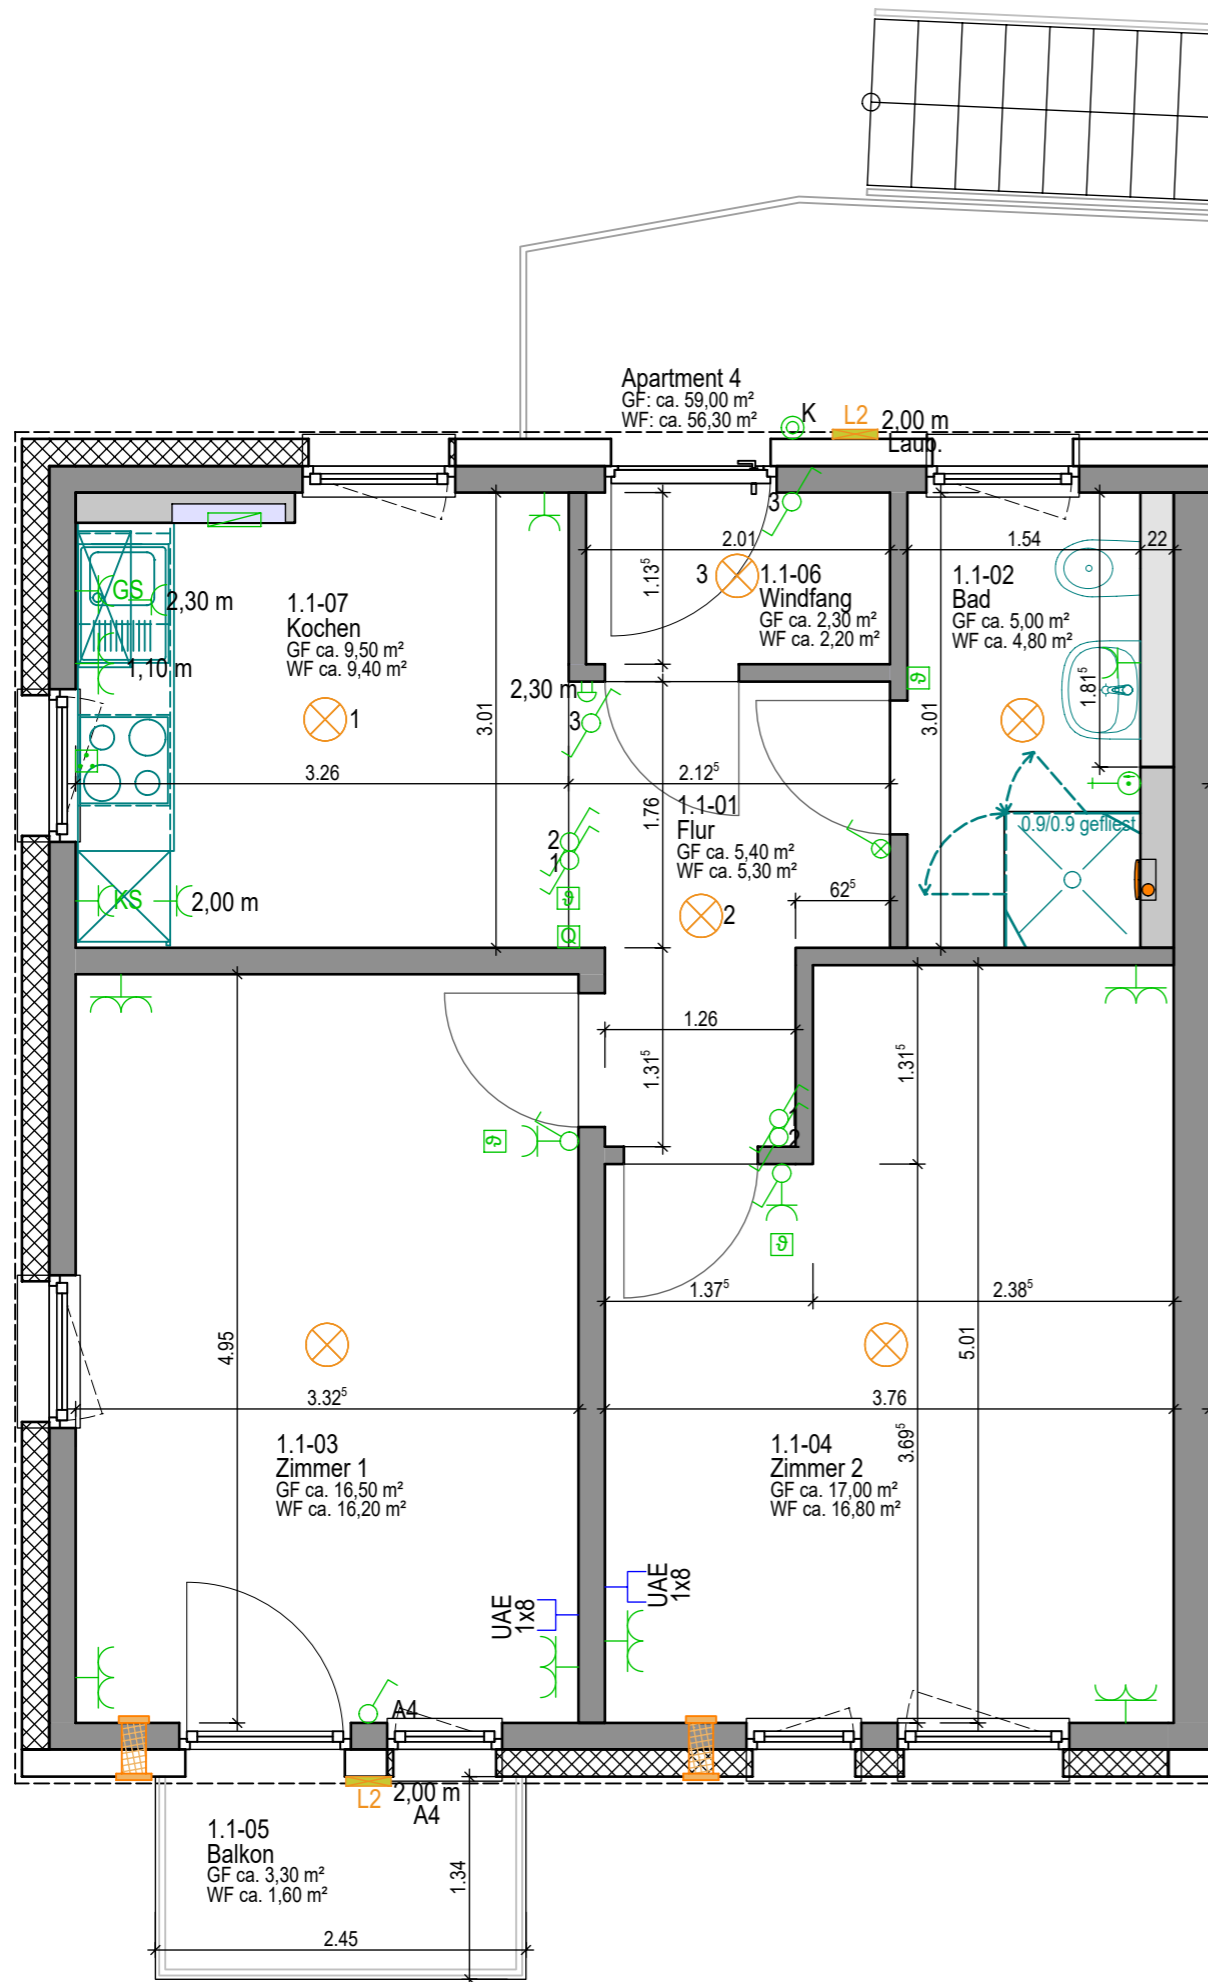 Apartment 4
GF: ca. 59,00 m²
WF: ca. 56,30 m²
K
L2
2,00 m
Laub.
3
2.01
1.54
22
1.13⁵
3
1.1-06
Windfang
GF ca. 2,30 m²
WF ca. 2,20 m²
1.1-02
Bad
GF ca. 5,00 m²
WF ca. 4,80 m²
GS
2,30 m
1.1-07
Kochen
GF ca. 9,50 m²
WF ca. 9,40 m²
1,10 m
1
2,30 m
3
ϑ
1.81⁵
3.01
3.01
3.26
2.12⁵
1.76
1.1-01
Flur
GF ca. 5,40 m²
WF ca. 5,30 m²
0.9/0.9 gefliest
2
1
KS
2,00 m
ϑ
Q
62⁵
2
1.26
1.31⁵
1.31⁵
1
2
ϑ
ϑ
1.37⁵
2.38⁵
4.95
5.01
3.32⁵
3.76
3.69⁵
1.1-03
Zimmer 1
GF ca. 16,50 m²
WF ca. 16,20 m²
1.1-04
Zimmer 2
GF ca. 17,00 m²
WF ca. 16,80 m²
UAE
1x8
UAE
1x8
A4
L2
2,00 m
A4
1.1-05
Balkon
GF ca. 3,30 m²
WF ca. 1,60 m²
1.34
2.45